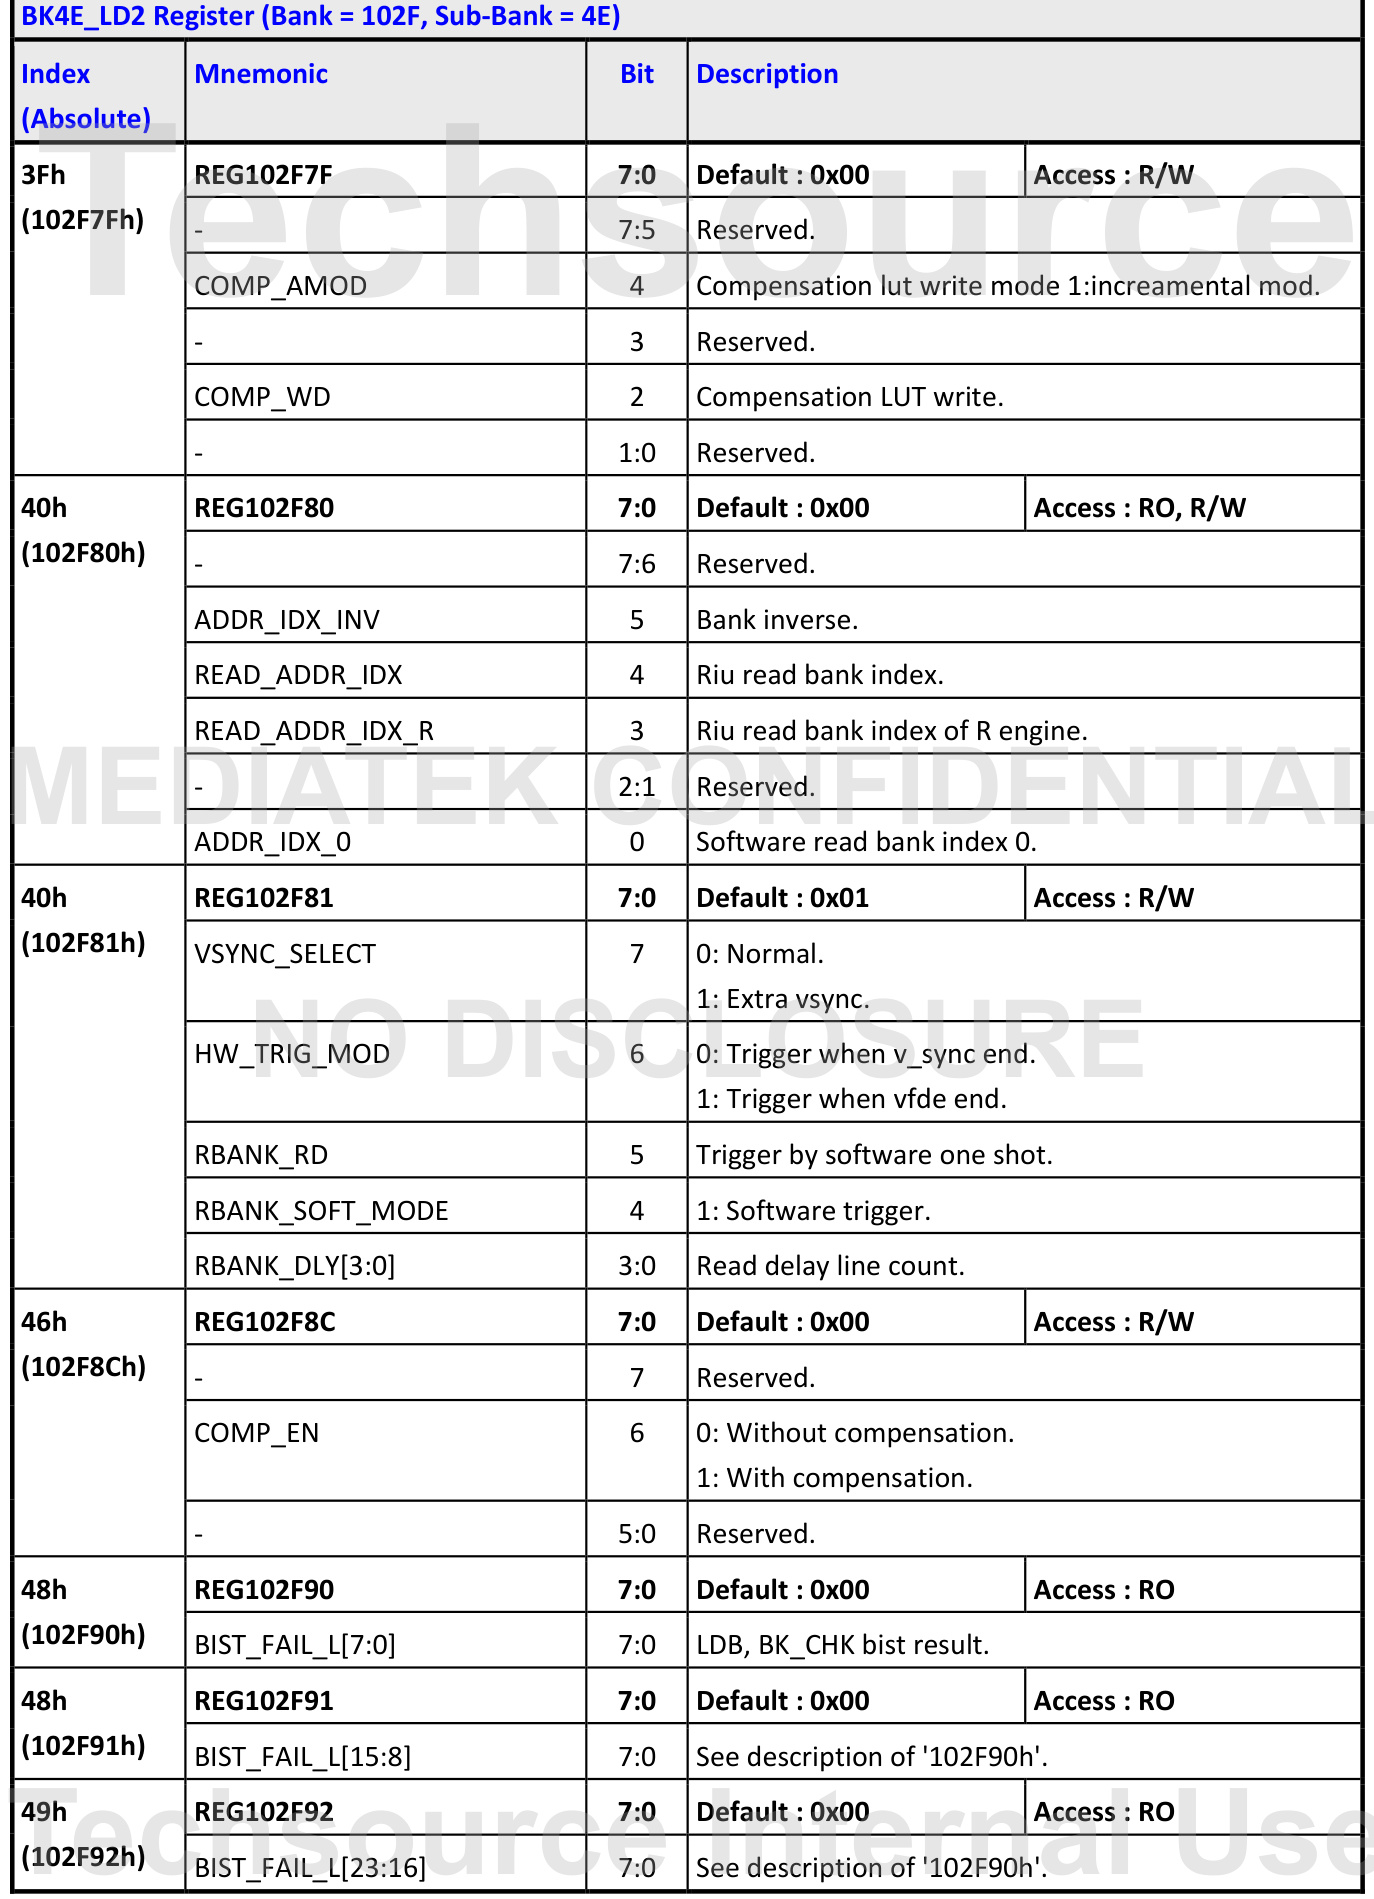 BK4E_LD2 Register (Bank = 102F, Sub-Bank = 4E)
Index (Absolute) Mnemonic Bit Description
3Fh (102F7Fh) REG102F7F 7:0 Default : 0x00 Access : R/W
- 7:5 Reserved.
COMP_AMOD 4 Compensation lut write mode 1:increamental mod.
- 3 Reserved.
COMP_WD 2 Compensation LUT write.
- 1:0 Reserved.
40h (102F80h) REG102F80 7:0 Default : 0x00 Access : RO, R/W
- 7:6 Reserved.
ADDR_IDX_INV 5 Bank inverse.
READ_ADDR_IDX 4 Riu read bank index.
READ_ADDR_IDX_R 3 Riu read bank index of R engine.
- 2:1 Reserved.
ADDR_IDX_0 0 Software read bank index 0.
40h (102F81h) REG102F81 7:0 Default : 0x01 Access : R/W
VSYNC_SELECT 7 0: Normal.
1: Extra vsync.
HW_TRIG_MOD 6 0: Trigger when v_sync end.
1: Trigger when vfde end.
RBANK_RD 5 Trigger by software one shot.
RBANK_SOFT_MODE 4 1: Software trigger.
RBANK_DLY[3:0] 3:0 Read delay line count.
46h (102F8Ch) REG102F8C 7:0 Default : 0x00 Access : R/W
- 7 Reserved.
COMP_EN 6 0: Without compensation.
1: With compensation.
- 5:0 Reserved.
48h (102F90h) REG102F90 7:0 Default : 0x00 Access : RO
BIST_FAIL_L[7:0] 7:0 LDB, BK_CHK bist result.
48h (102F91h) REG102F91 7:0 Default : 0x00 Access : RO
BIST_FAIL_L[15:8] 7:0 See description of '102F90h'.
49h (102F92h) REG102F92 7:0 Default : 0x00 Access : RO
BIST_FAIL_L[23:16] 7:0 See description of '102F90h'.
Techsource
MEDIATEK CONFIDENTIAL
NO DISCLOSURE
Techsource Internal Use